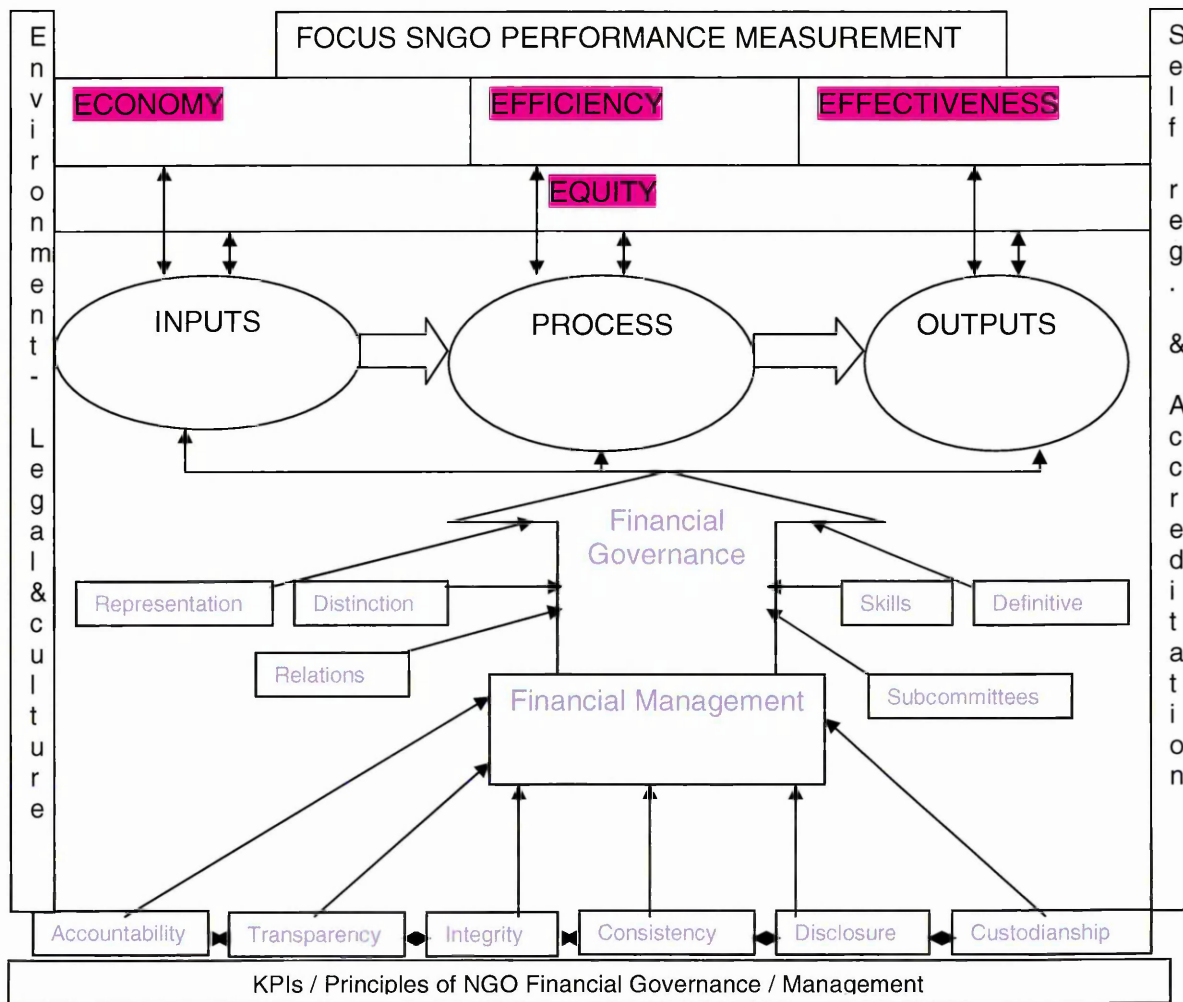 FOCUS SNGO PERFORMANCE MEASUREMENT
ECONOMY
EFFICIENCY
EFFECTIVENESS
EQUITY
Environment- Legal&culture
Self reg. & Accreditation
INPUTS
PROCESS
OUTPUTS
Financial
Governance
Representation
Distinction
Skills
Definitive
Relations
Subcommittees
Financial Management
Accountability
Transparency
Integrity
Consistency
Disclosure
Custodianship
KPIs / Principles of NGO Financial Governance / Management